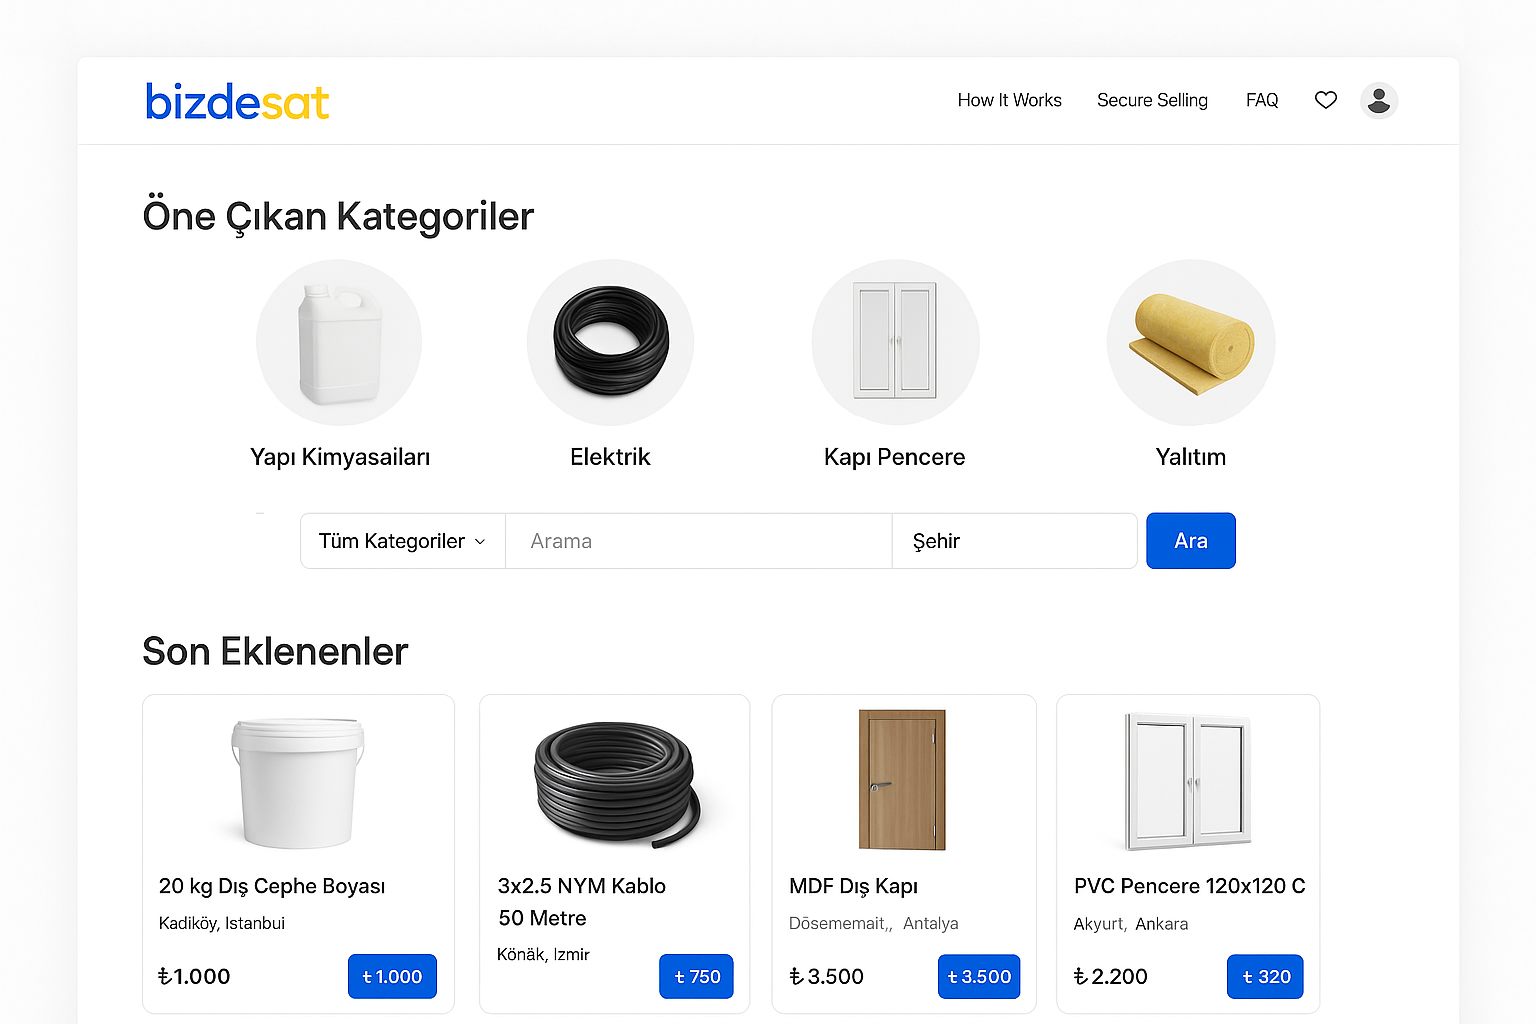 bizdesat
How It Works
Secure Selling
FAQ
Öne Çıkan Kategoriler
Yapı Kimyasaiları
Elektrik
Kapı Pencere
Yalıtım
Tüm Kategoriler
Arama
Şehir
Ara
Son Eklenenler
20 kg Dış Cephe Boyası
Kadiköy, Istanbui
₺1.000
₺ 1.000
3x2.5 NYM Kablo
50 Metre
Könäk, Izmir
₺ 750
MDF Dış Kapı
Dösememait,, Antalya
₺3.500
₺ 3.500
PVC Pencere 120x120 C
Akyurt, Ankara
₺2.200
₺ 320